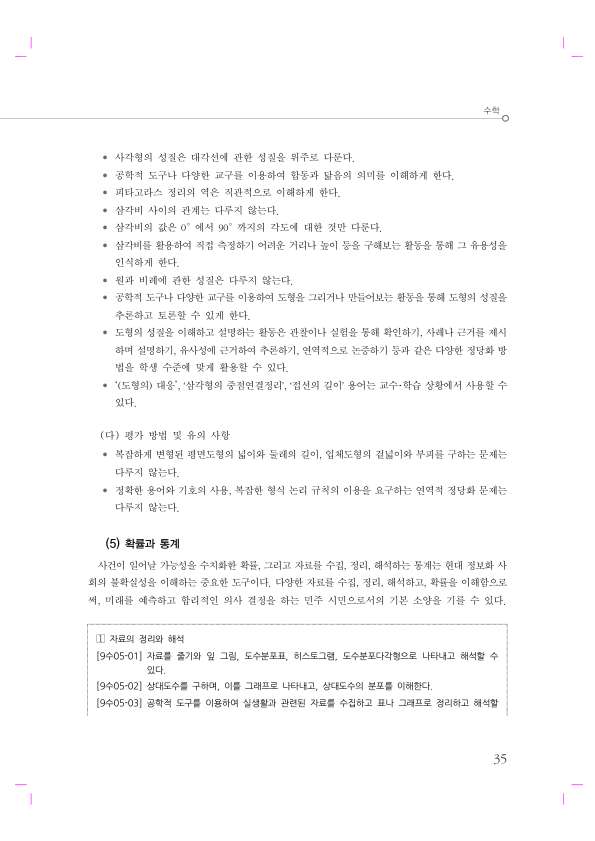 수학
• 사각형의 성질은 대각선에 관한 성질을 위주로 다룬다.
• 공학적 도구나 다양한 교구를 이용하여 합동과 닮음의 의미를 이해하게 한다.
• 피타고라스 정리의 역은 직관적으로 이해하게 한다.
• 삼각비 사이의 관계는 다루지 않는다.
• 삼각비의 값은 0° 에서 90° 까지의 각도에 대한 것만 다룬다.
• 삼각비를 활용하여 직접 측정하기 어려운 거리나 높이 등을 구해보는 활동을 통해 그 유용성을
인식하게 한다.
• 원과 비례에 관한 성질은 다루지 않는다.
• 공학적 도구나 다양한 교구를 이용하여 도형을 그리거나 만들어보는 활동을 통해 도형의 성질을
추론하고 토론할 수 있게 한다.
• 도형의 성질을 이해하고 설명하는 활동은 관찰이나 실험을 통해 확인하기, 사례나 근거를 제시
하며 설명하기, 유사성에 근거하여 추론하기, 연역적으로 논증하기 등과 같은 다양한 정당화 방
법을 학생 수준에 맞게 활용할 수 있다.
• ‘(도형의) 대응’, ‘삼각형의 중점연결정리’, ‘접선의 길이’ 용어는 교수･학습 상황에서 사용할 수
있다.
(다) 평가 방법 및 유의 사항
• 복잡하게 변형된 평면도형의 넓이와 둘레의 길이, 입체도형의 겉넓이와 부피를 구하는 문제는
다루지 않는다.
• 정확한 용어와 기호의 사용, 복잡한 형식 논리 규칙의 이용을 요구하는 연역적 정당화 문제는
다루지 않는다.
(5) 확률과 통계
사건이 일어날 가능성을 수치화한 확률, 그리고 자료를 수집, 정리, 해석하는 통계는 현대 정보화 사
회의 불확실성을 이해하는 중요한 도구이다. 다양한 자료를 수집, 정리, 해석하고, 확률을 이해함으로
써, 미래를 예측하고 합리적인 의사 결정을 하는 민주 시민으로서의 기본 소양을 기를 수 있다.
1 자료의 정리와 해석
[9수05-01] 자료를 줄기와 잎 그림, 도수분포표, 히스토그램, 도수분포다각형으로 나타내고 해석할 수
있다.
[9수05-02] 상대도수를 구하며, 이를 그래프로 나타내고, 상대도수의 분포를 이해한다.
[9수05-03] 공학적 도구를 이용하여 실생활과 관련된 자료를 수집하고 표나 그래프로 정리하고 해석할
35